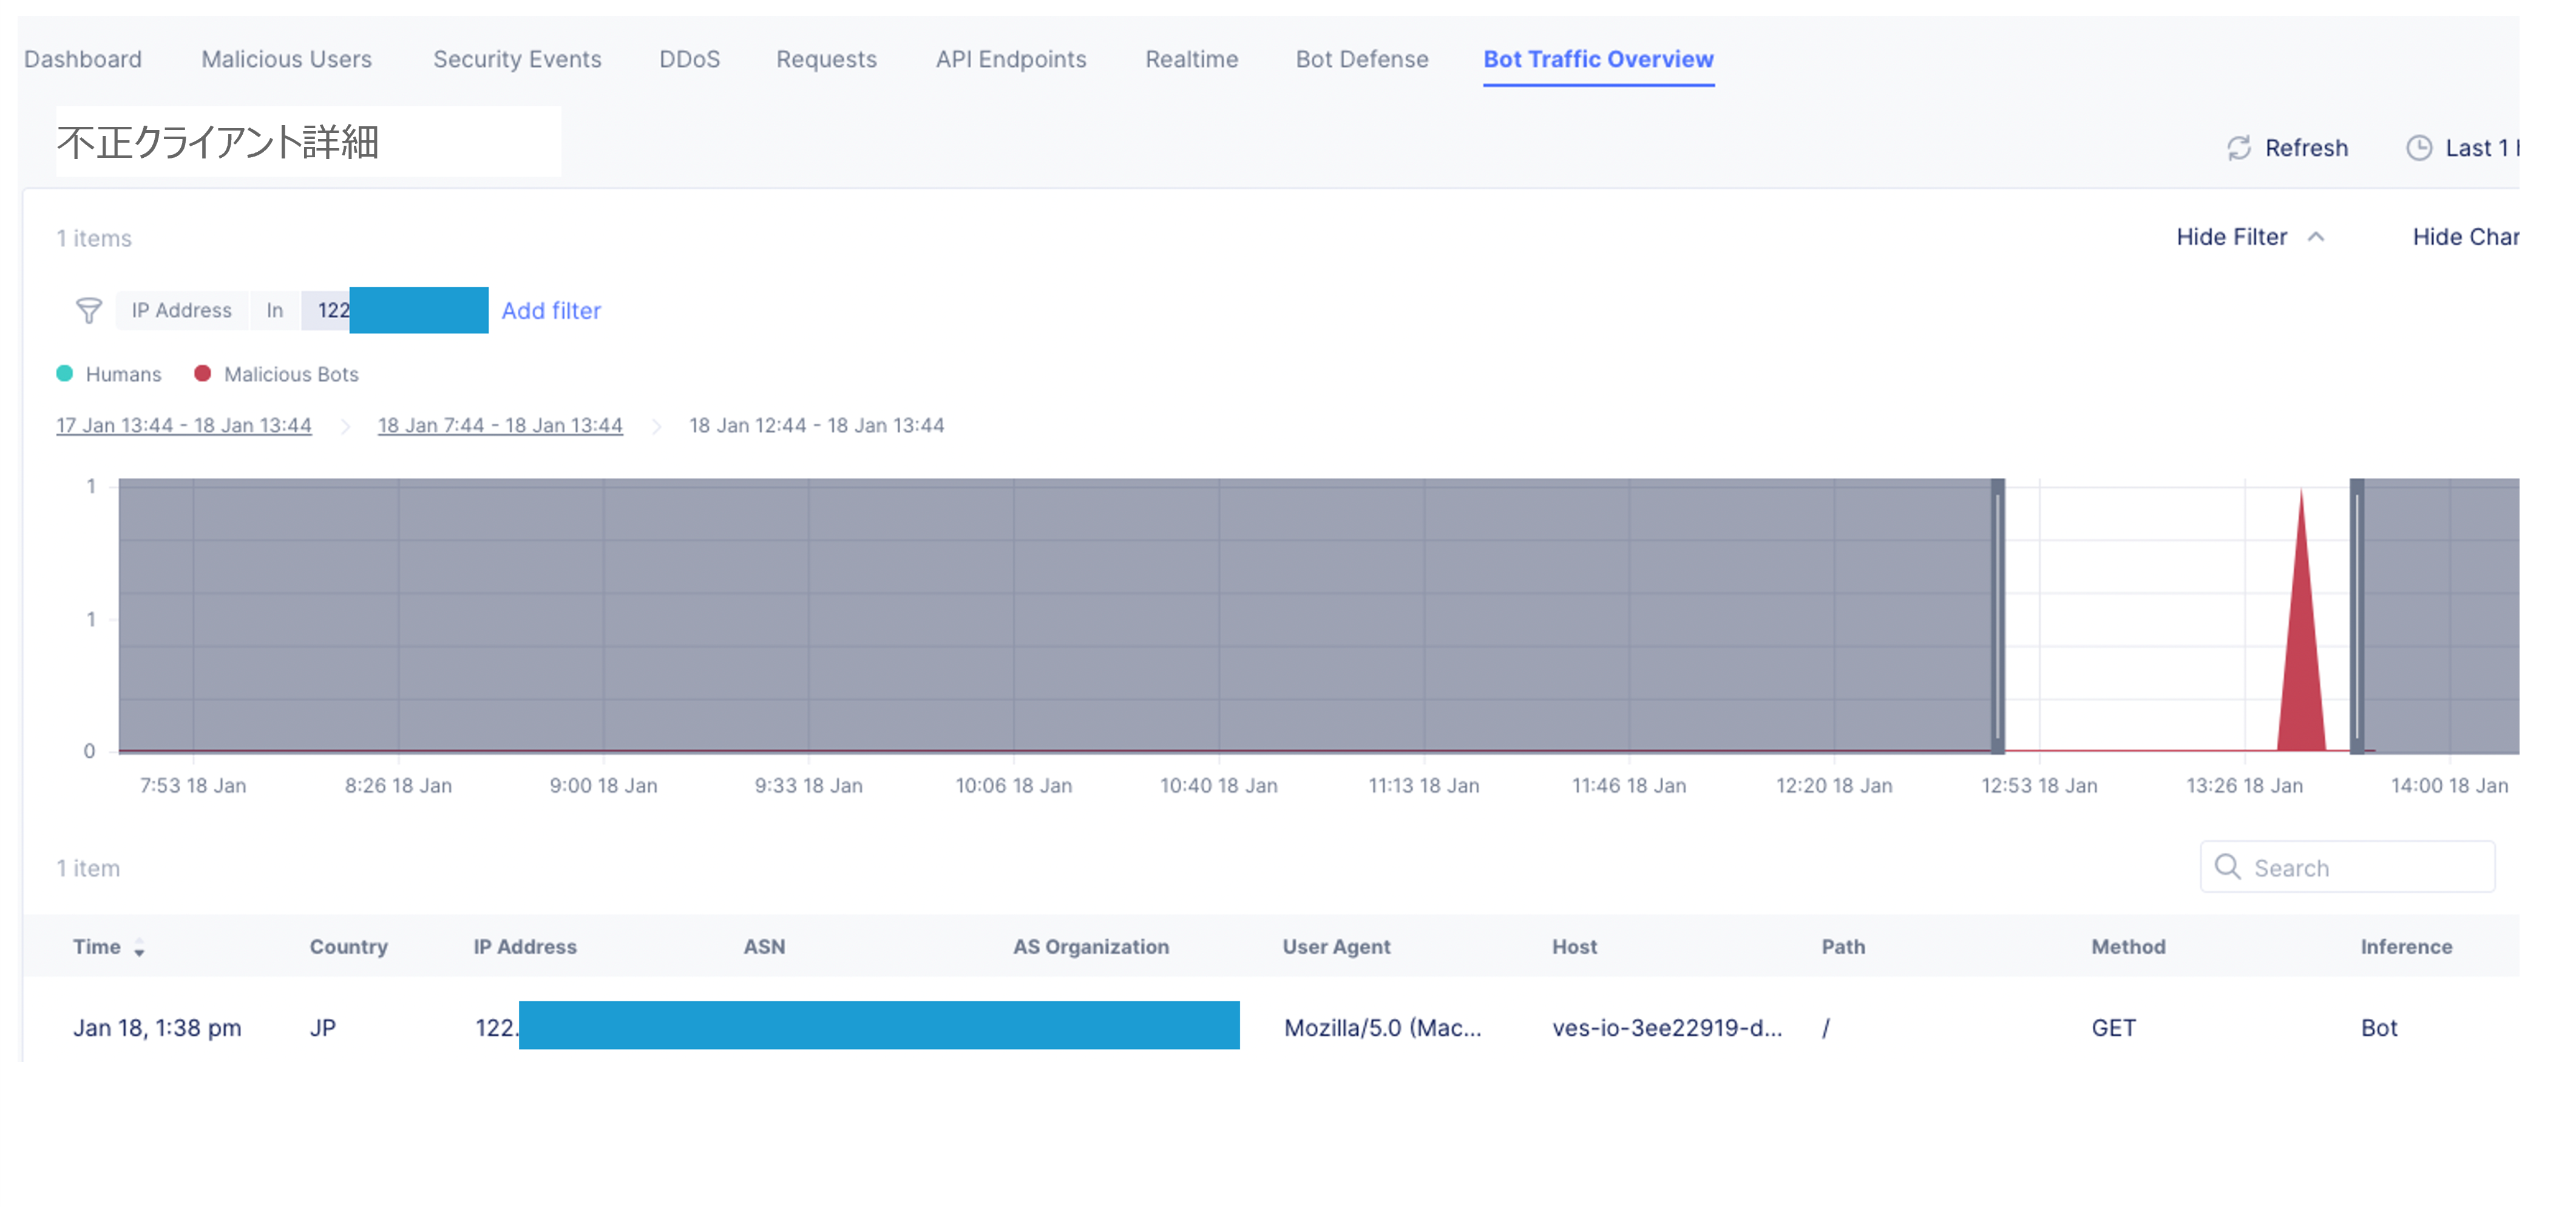 Dashboard Malicious Users Security Events DDoS Requests API Endpoints Realtime Bot Defense Bot Traffic Overview
不正クライアント詳細
Refresh Last 1
1 items
Hide Filter Hide
IP Address In 122 Add filter
Humans Malicious Bots
17 Jan 13:44 - 18 Jan 13:44 18 Jan 7:44 - 18 Jan 13:44 18 Jan 12:44 - 18 Jan 13:44
1
1
0
7:53 18 Jan 8:26 18 Jan 9:00 18 Jan 9:33 18 Jan 10:06 18 Jan 10:40 18 Jan 11:13 18 Jan 11:46 18 Jan 12:20 18 Jan 12:53 18 Jan 13:26 18 Jan 14:00 18 Jan
1 item
Search
Time Country IP Address ASN AS Organization User Agent Host Path Method Inference
Jan 18, 1:38 pm JP 122. Mozilla/5.0 (Mac... ves-io-3ee22919-d... / GET Bot